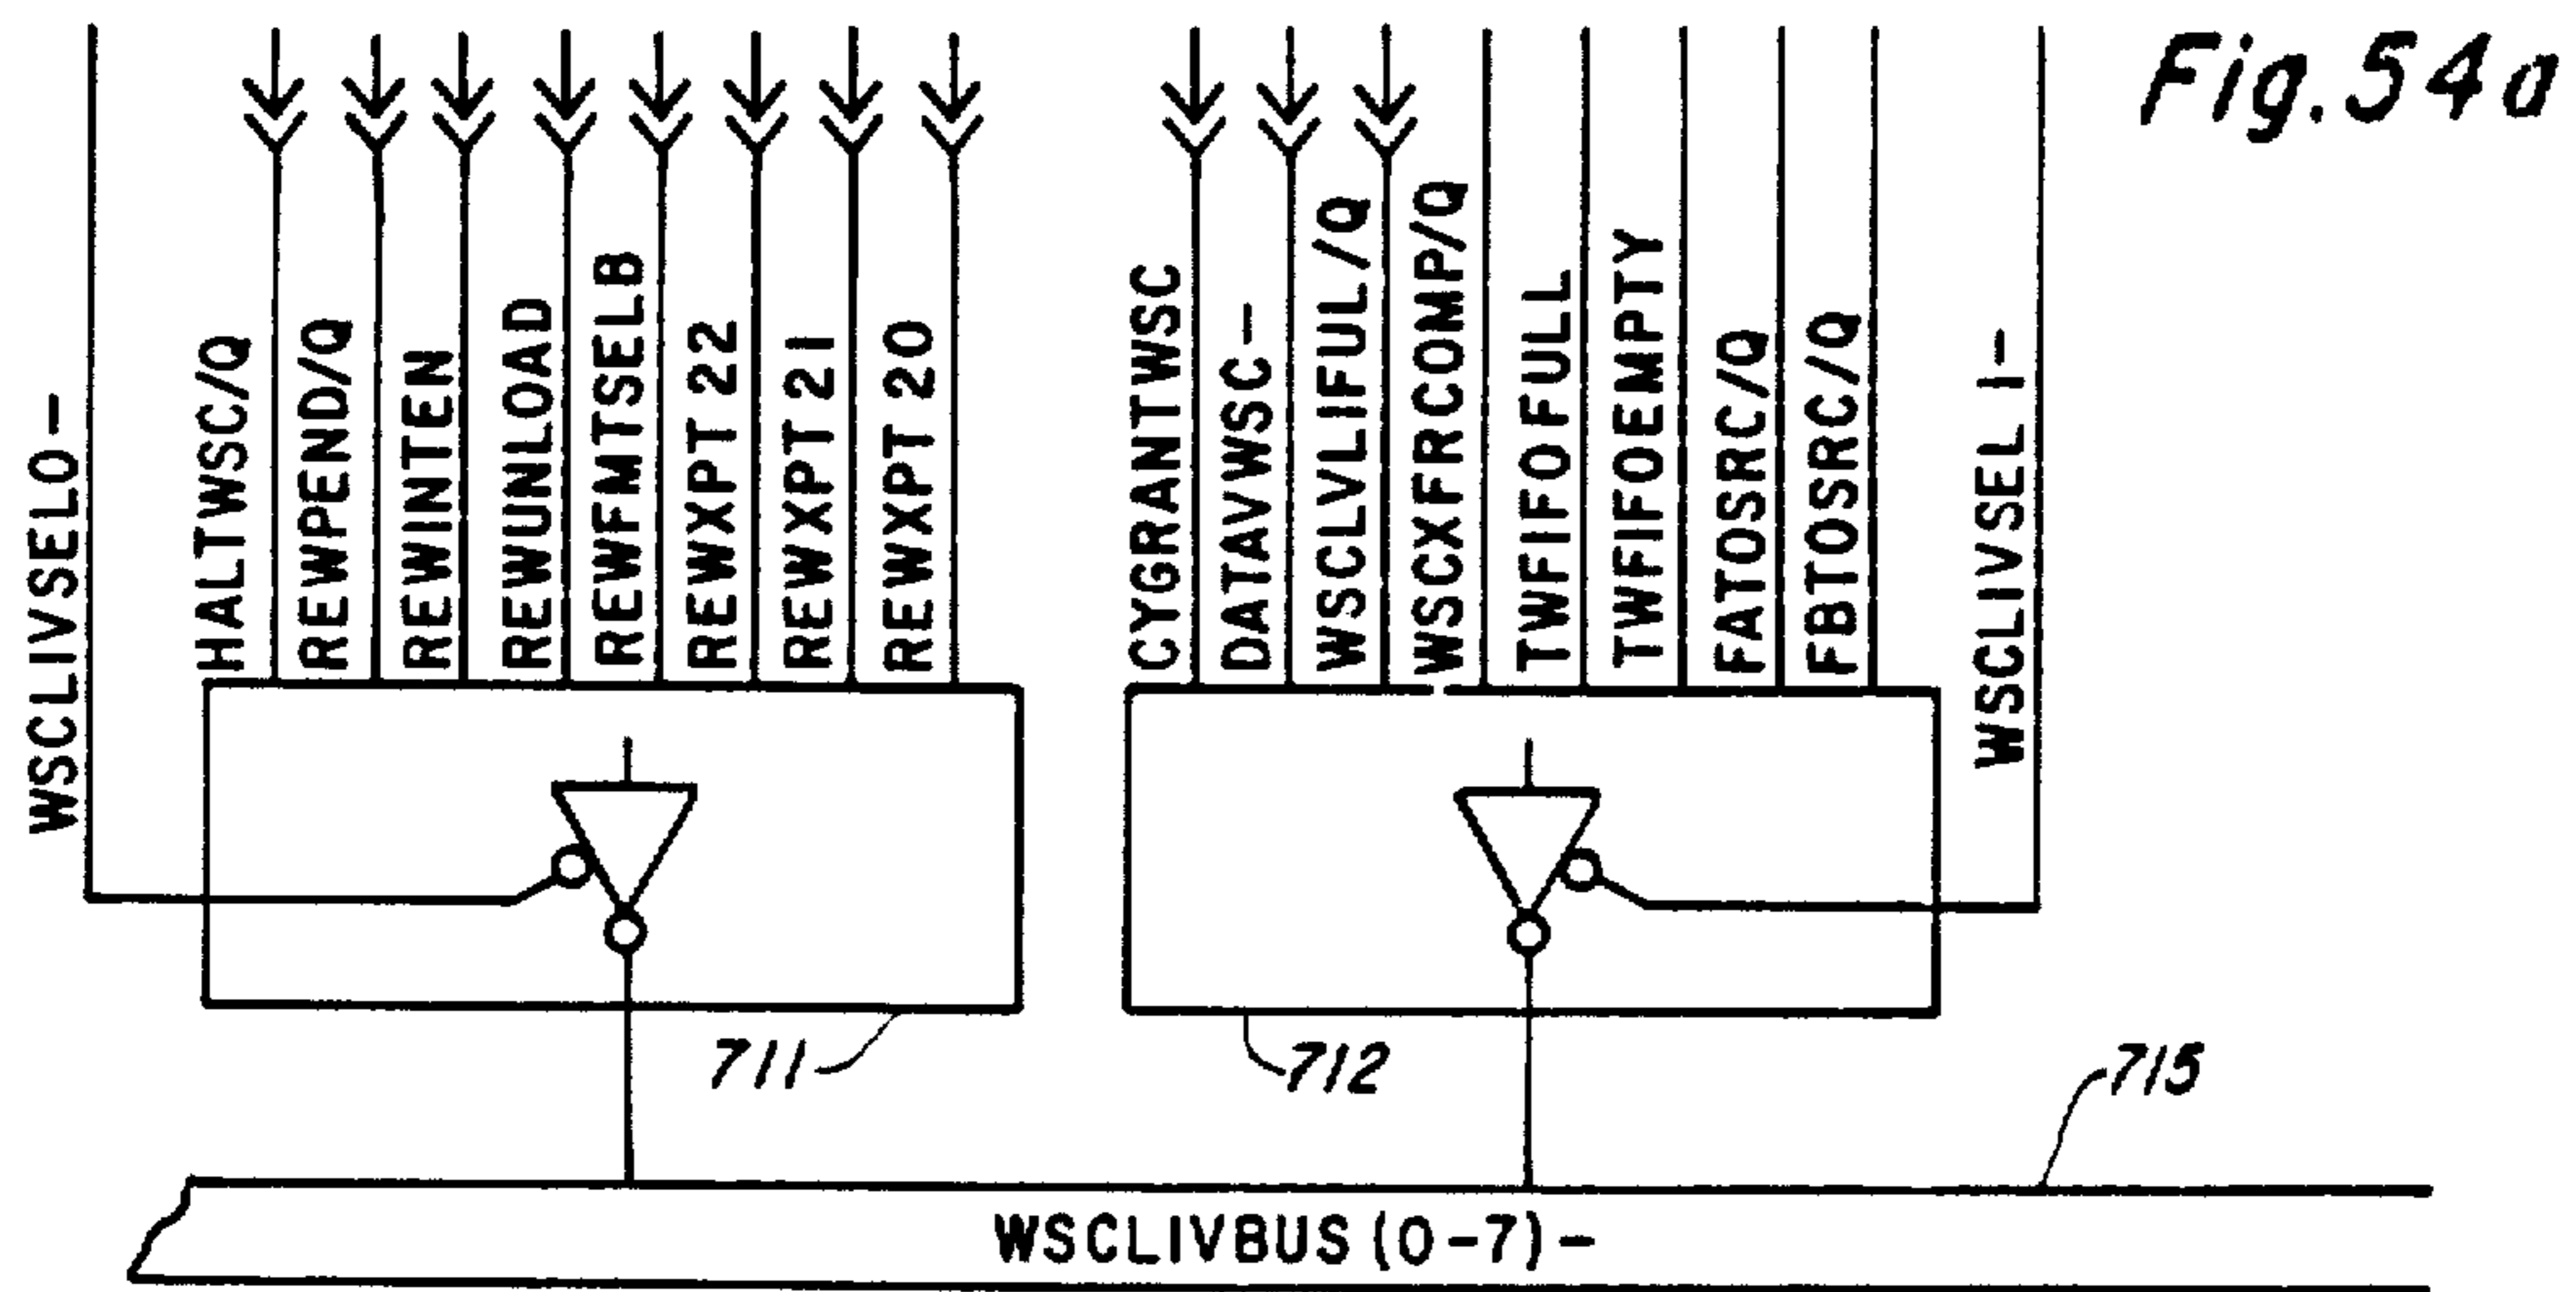 Fig. 54a
WSCLIVSEL0-
HALTWSC/Q
REWPEND/Q
REWINTEN
REWUNLOAD
REWFMTSELB
REWXPT 22
REWXPT 21
REWXPT 20
CYGRANTWSC
DATAVWSC-
WSCLVLIFUL/Q
WSCXFRCOMP/Q
TWFIFOFULL
TWFIFOEMPTY
FATOSRC/Q
FBTOSRC/Q
WSCLIVSEL 1-
711
712
715
WSCLIVBUS (0-7)-